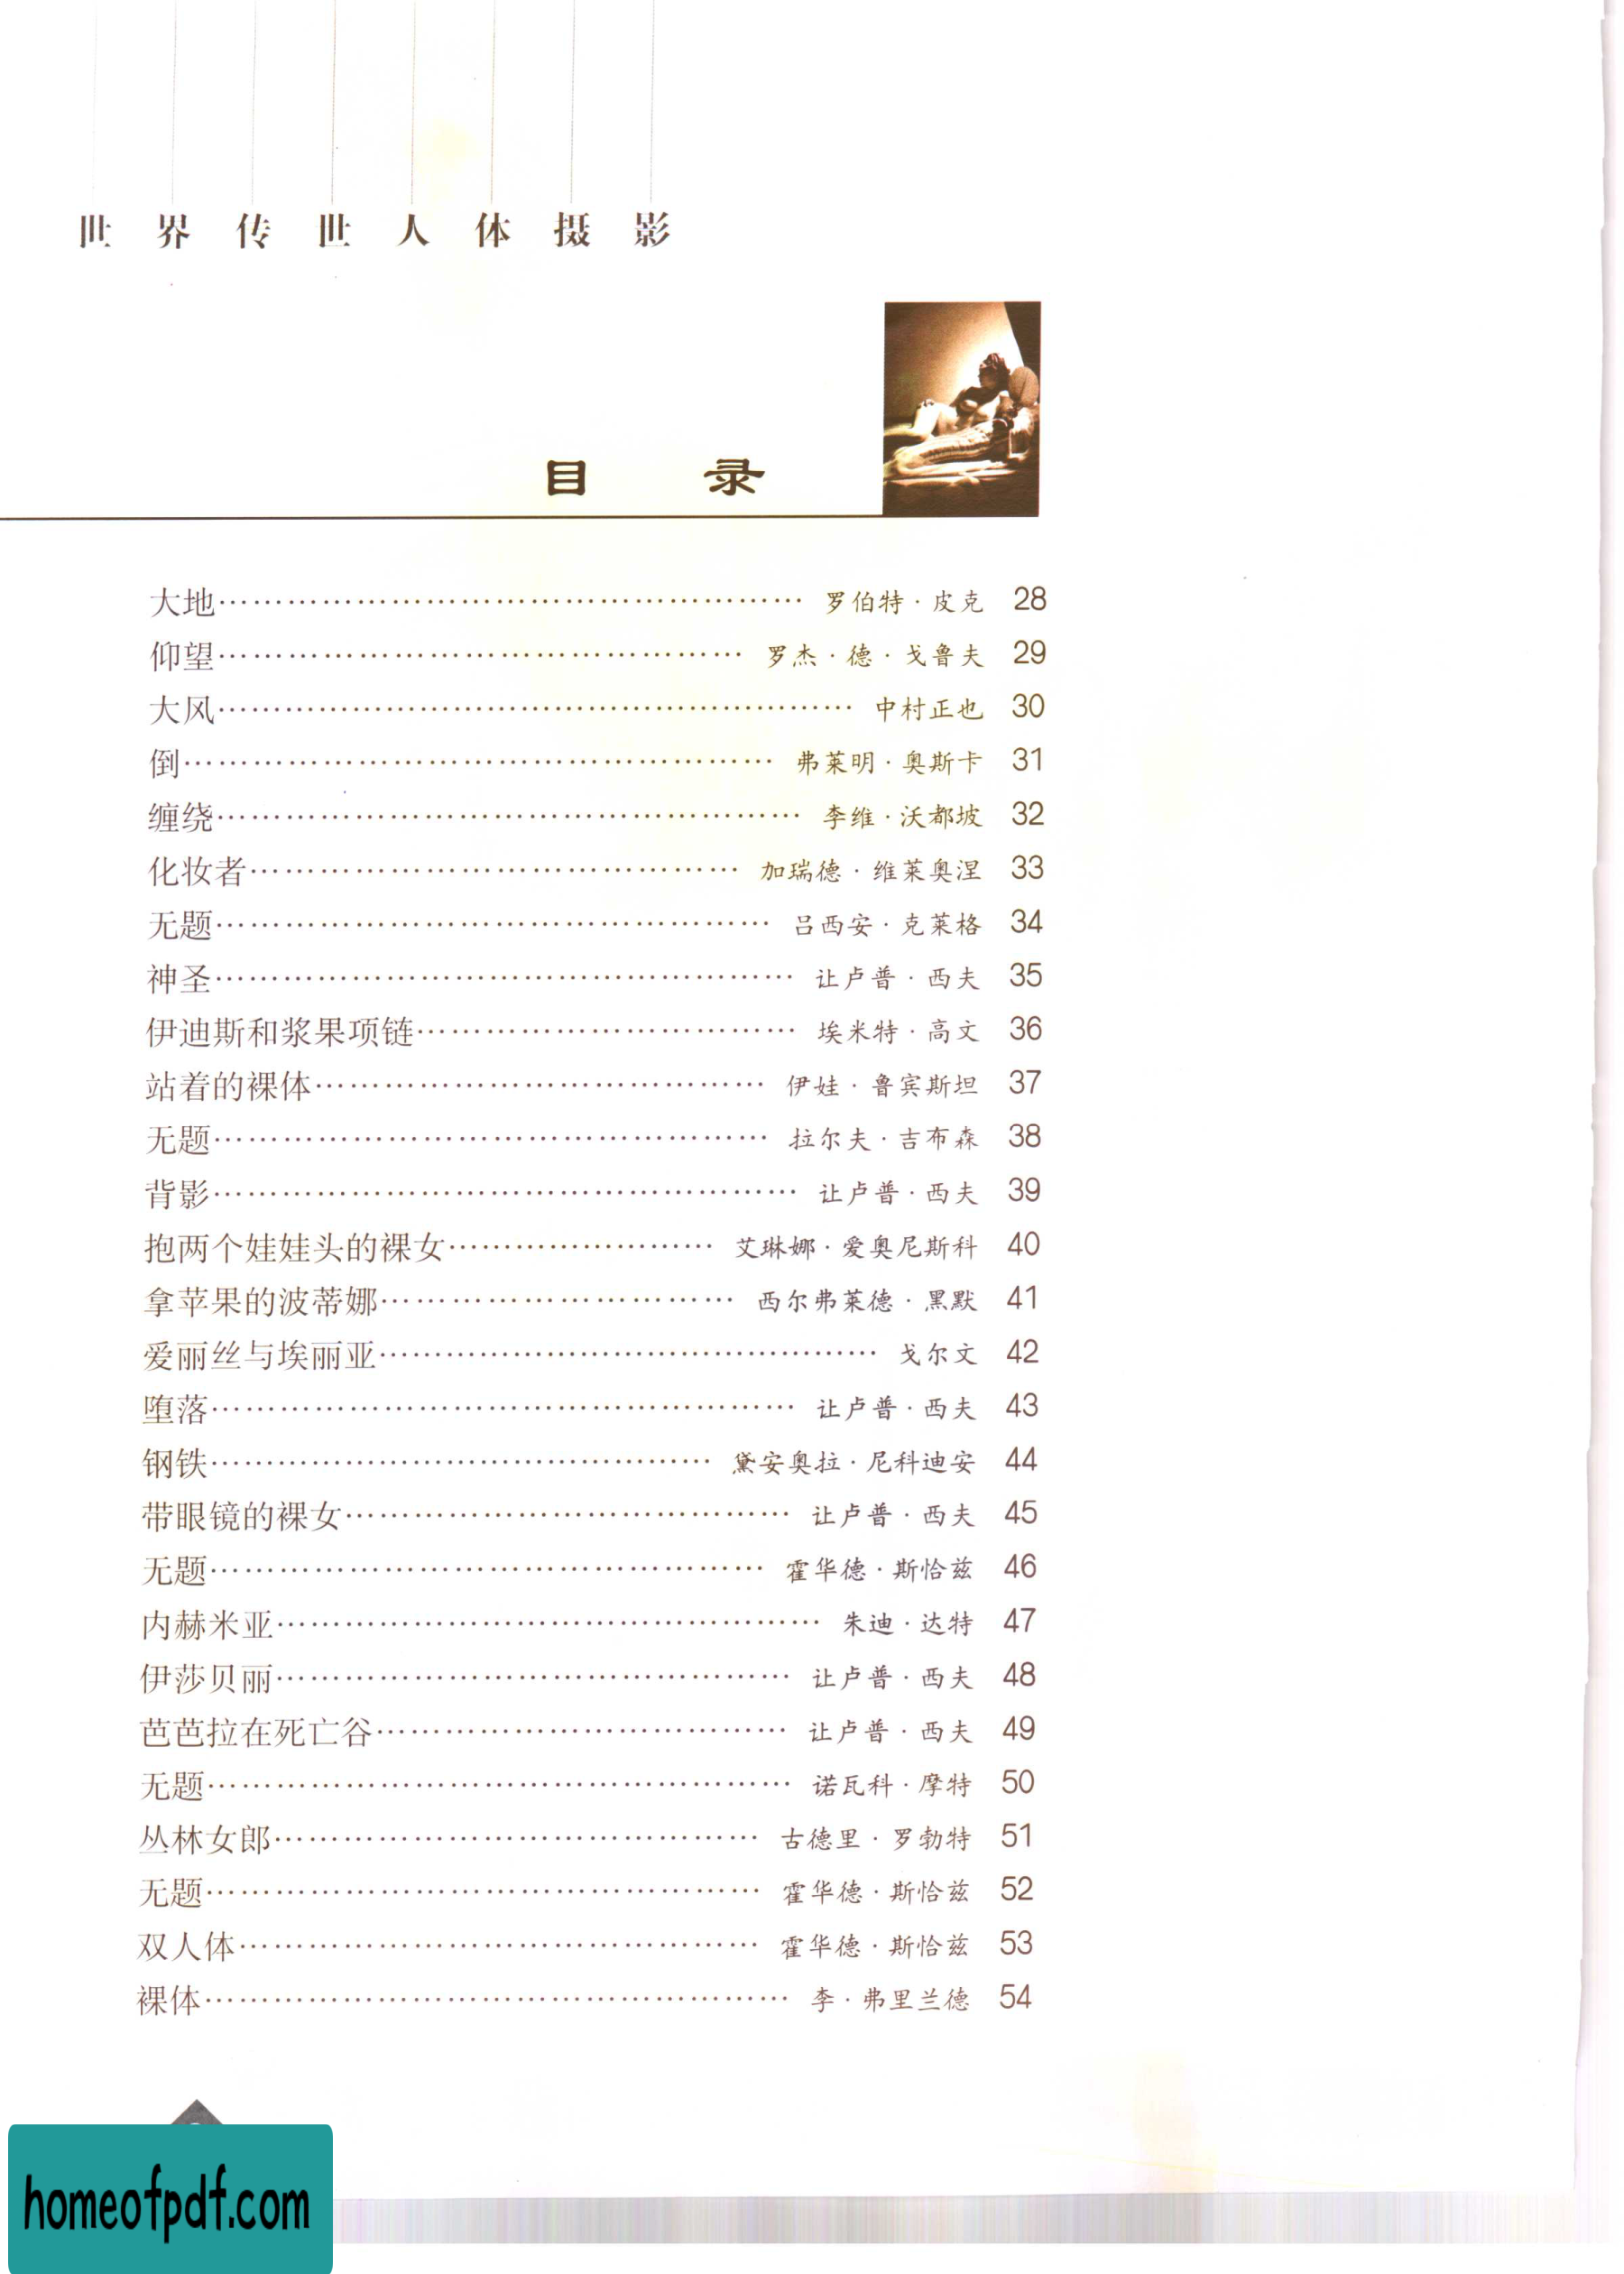 世界传世人体摄影
目 录
大地…………………………………………… 罗伯特·皮克 28
仰望…………………………………………… 罗杰·德·戈鲁夫 29
大风…………………………………………… 中村正也 30
倒…………………………………………… 弗莱明·奥斯卡 31
缠绕…………………………………………… 李维·沃都坡 32
化妆者…………………………………………… 加瑞德·维莱奥涅 33
无题…………………………………………… 吕西安·克莱格 34
神圣…………………………………………… 让卢普·西夫 35
伊迪斯和浆果项链………………………………… 埃米特·高文 36
站着的裸体………………………………………… 伊娃·鲁宾斯坦 37
无题…………………………………………… 拉尔夫·吉布森 38
背影…………………………………………… 让卢普·西夫 39
抱两个娃娃头的裸女……………………… 艾琳娜·爱奥尼斯科 40
拿苹果的波蒂娜……………………………… 西尔弗莱德·黑默 41
爱丽丝与埃丽亚…………………………………… 戈尔文 42
堕落…………………………………………… 让卢普·西夫 43
钢铁…………………………………………… 黛安奥拉·尼科迪安 44
带眼镜的裸女……………………………………… 让卢普·西夫 45
无题…………………………………………… 霍华德·斯恰兹 46
内赫米亚…………………………………………… 朱迪·达特 47
伊莎贝丽…………………………………………… 让卢普·西夫 48
芭芭拉在死亡谷………………………………… 让卢普·西夫 49
无题…………………………………………… 诺瓦科·摩特 50
丛林女郎…………………………………………… 古德里·罗勃特 51
无题…………………………………………… 霍华德·斯恰兹 52
双人体…………………………………………… 霍华德·斯恰兹 53
裸体…………………………………………… 李·弗里兰德 54
homeofpdf.com